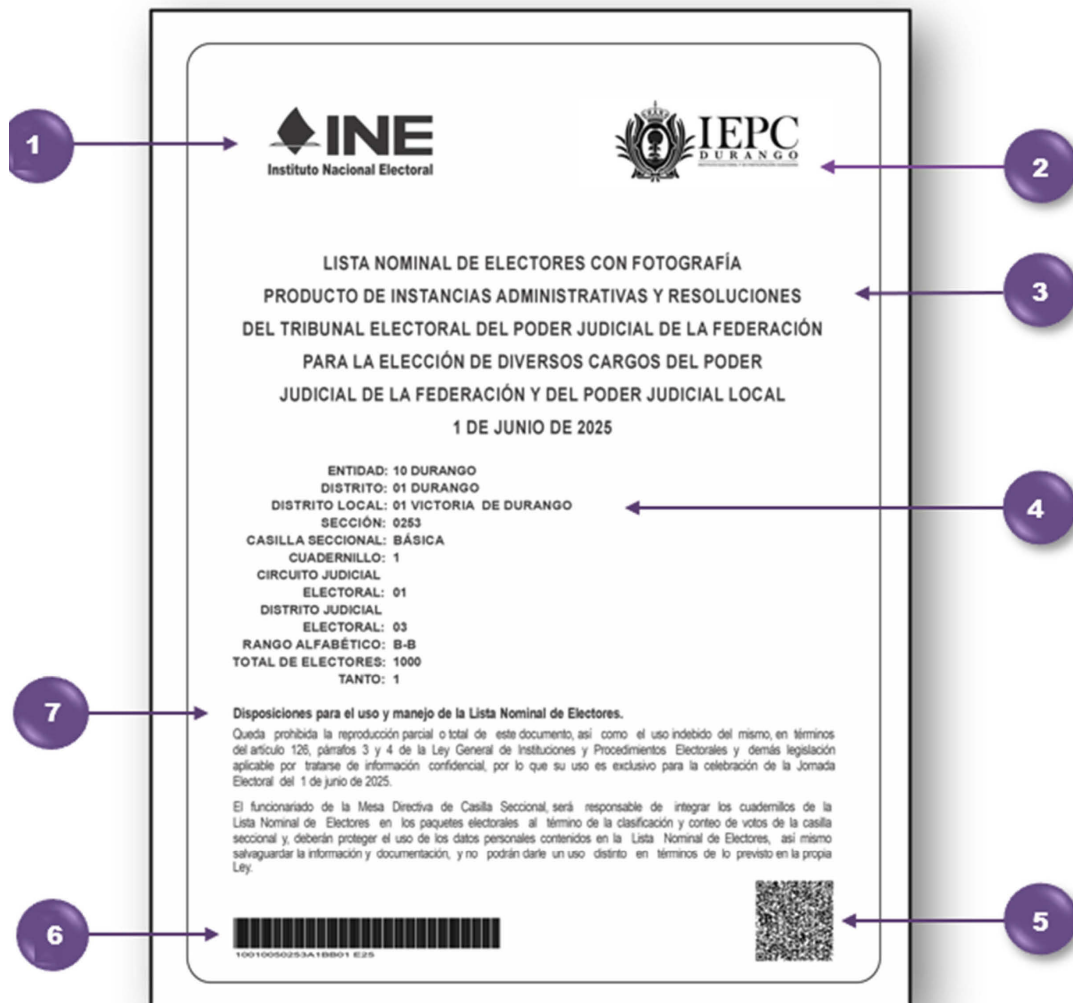 1
INE
Instituto Nacional Electoral
IEPC
DURANGO
2
LISTA NOMINAL DE ELECTORES CON FOTOGRAFÍA
3
PRODUCTO DE INSTANCIAS ADMINISTRATIVAS Y RESOLUCIONES
DEL TRIBUNAL ELECTORAL DEL PODER JUDICIAL DE LA FEDERACIÓN
PARA LA ELECCIÓN DE DIVERSOS CARGOS DEL PODER
JUDICIAL DE LA FEDERACIÓN Y DEL PODER JUDICIAL LOCAL
1 DE JUNIO DE 2025
ENTIDAD: 10 DURANGO
DISTRITO: 01 DURANGO
DISTRITO LOCAL: 01 VICTORIA DE DURANGO
4
SECCIÓN: 0253
CASILLA SECCIONAL: BÁSICA
CUADERNILLO: 1
CIRCUITO JUDICIAL
ELECTORAL: 01
DISTRITO JUDICIAL
ELECTORAL: 03
RANGO ALFABÉTICO: B-B
TOTAL DE ELECTORES: 1000
TANTO: 1
7
Disposiciones para el uso y manejo de la Lista Nominal de Electores.
Queda prohibida la reproducción parcial o total de este documento, así como el uso indebido del mismo, en términos
del artículo 126, párrafos 3 y 4 de la Ley General de Instituciones y Procedimientos Electorales y demás legislación
aplicable por tratarse de información confidencial, por lo que su uso es exclusivo para la celebración de la Jornada
Electoral del 1 de junio de 2025.
El funcionariado de la Mesa Directiva de Casilla Seccional, será responsable de integrar los cuadernillos de la
Lista Nominal de Electores en los paquetes electorales al término de la clasificación y conteo de votos de la casilla
seccional y, deberán proteger el uso de los datos personales contenidos en la Lista Nominal de Electores, así mismo
salvaguardar la información y documentación, y no podrán darle un uso distinto en términos de lo previsto en la propia
Ley.
6
5
10010050253A1BB01 E25